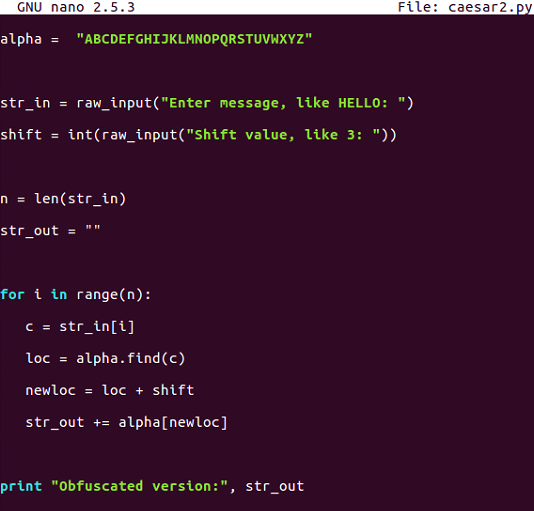 GNU nano 2.5.3 File: caesar2.py
alpha =  "ABCDEFGHIJKLMNOPQRSTUVWXYZ"
str_in = raw_input("Enter message, like HELLO: ")
shift = int(raw_input("Shift value, like 3: "))
n = len(str_in)
str_out = ""
for i in range(n):
   c = str_in[i]
   loc = alpha.find(c)
   newloc = loc + shift
   str_out += alpha[newloc]
print "Obfuscated version:", str_out